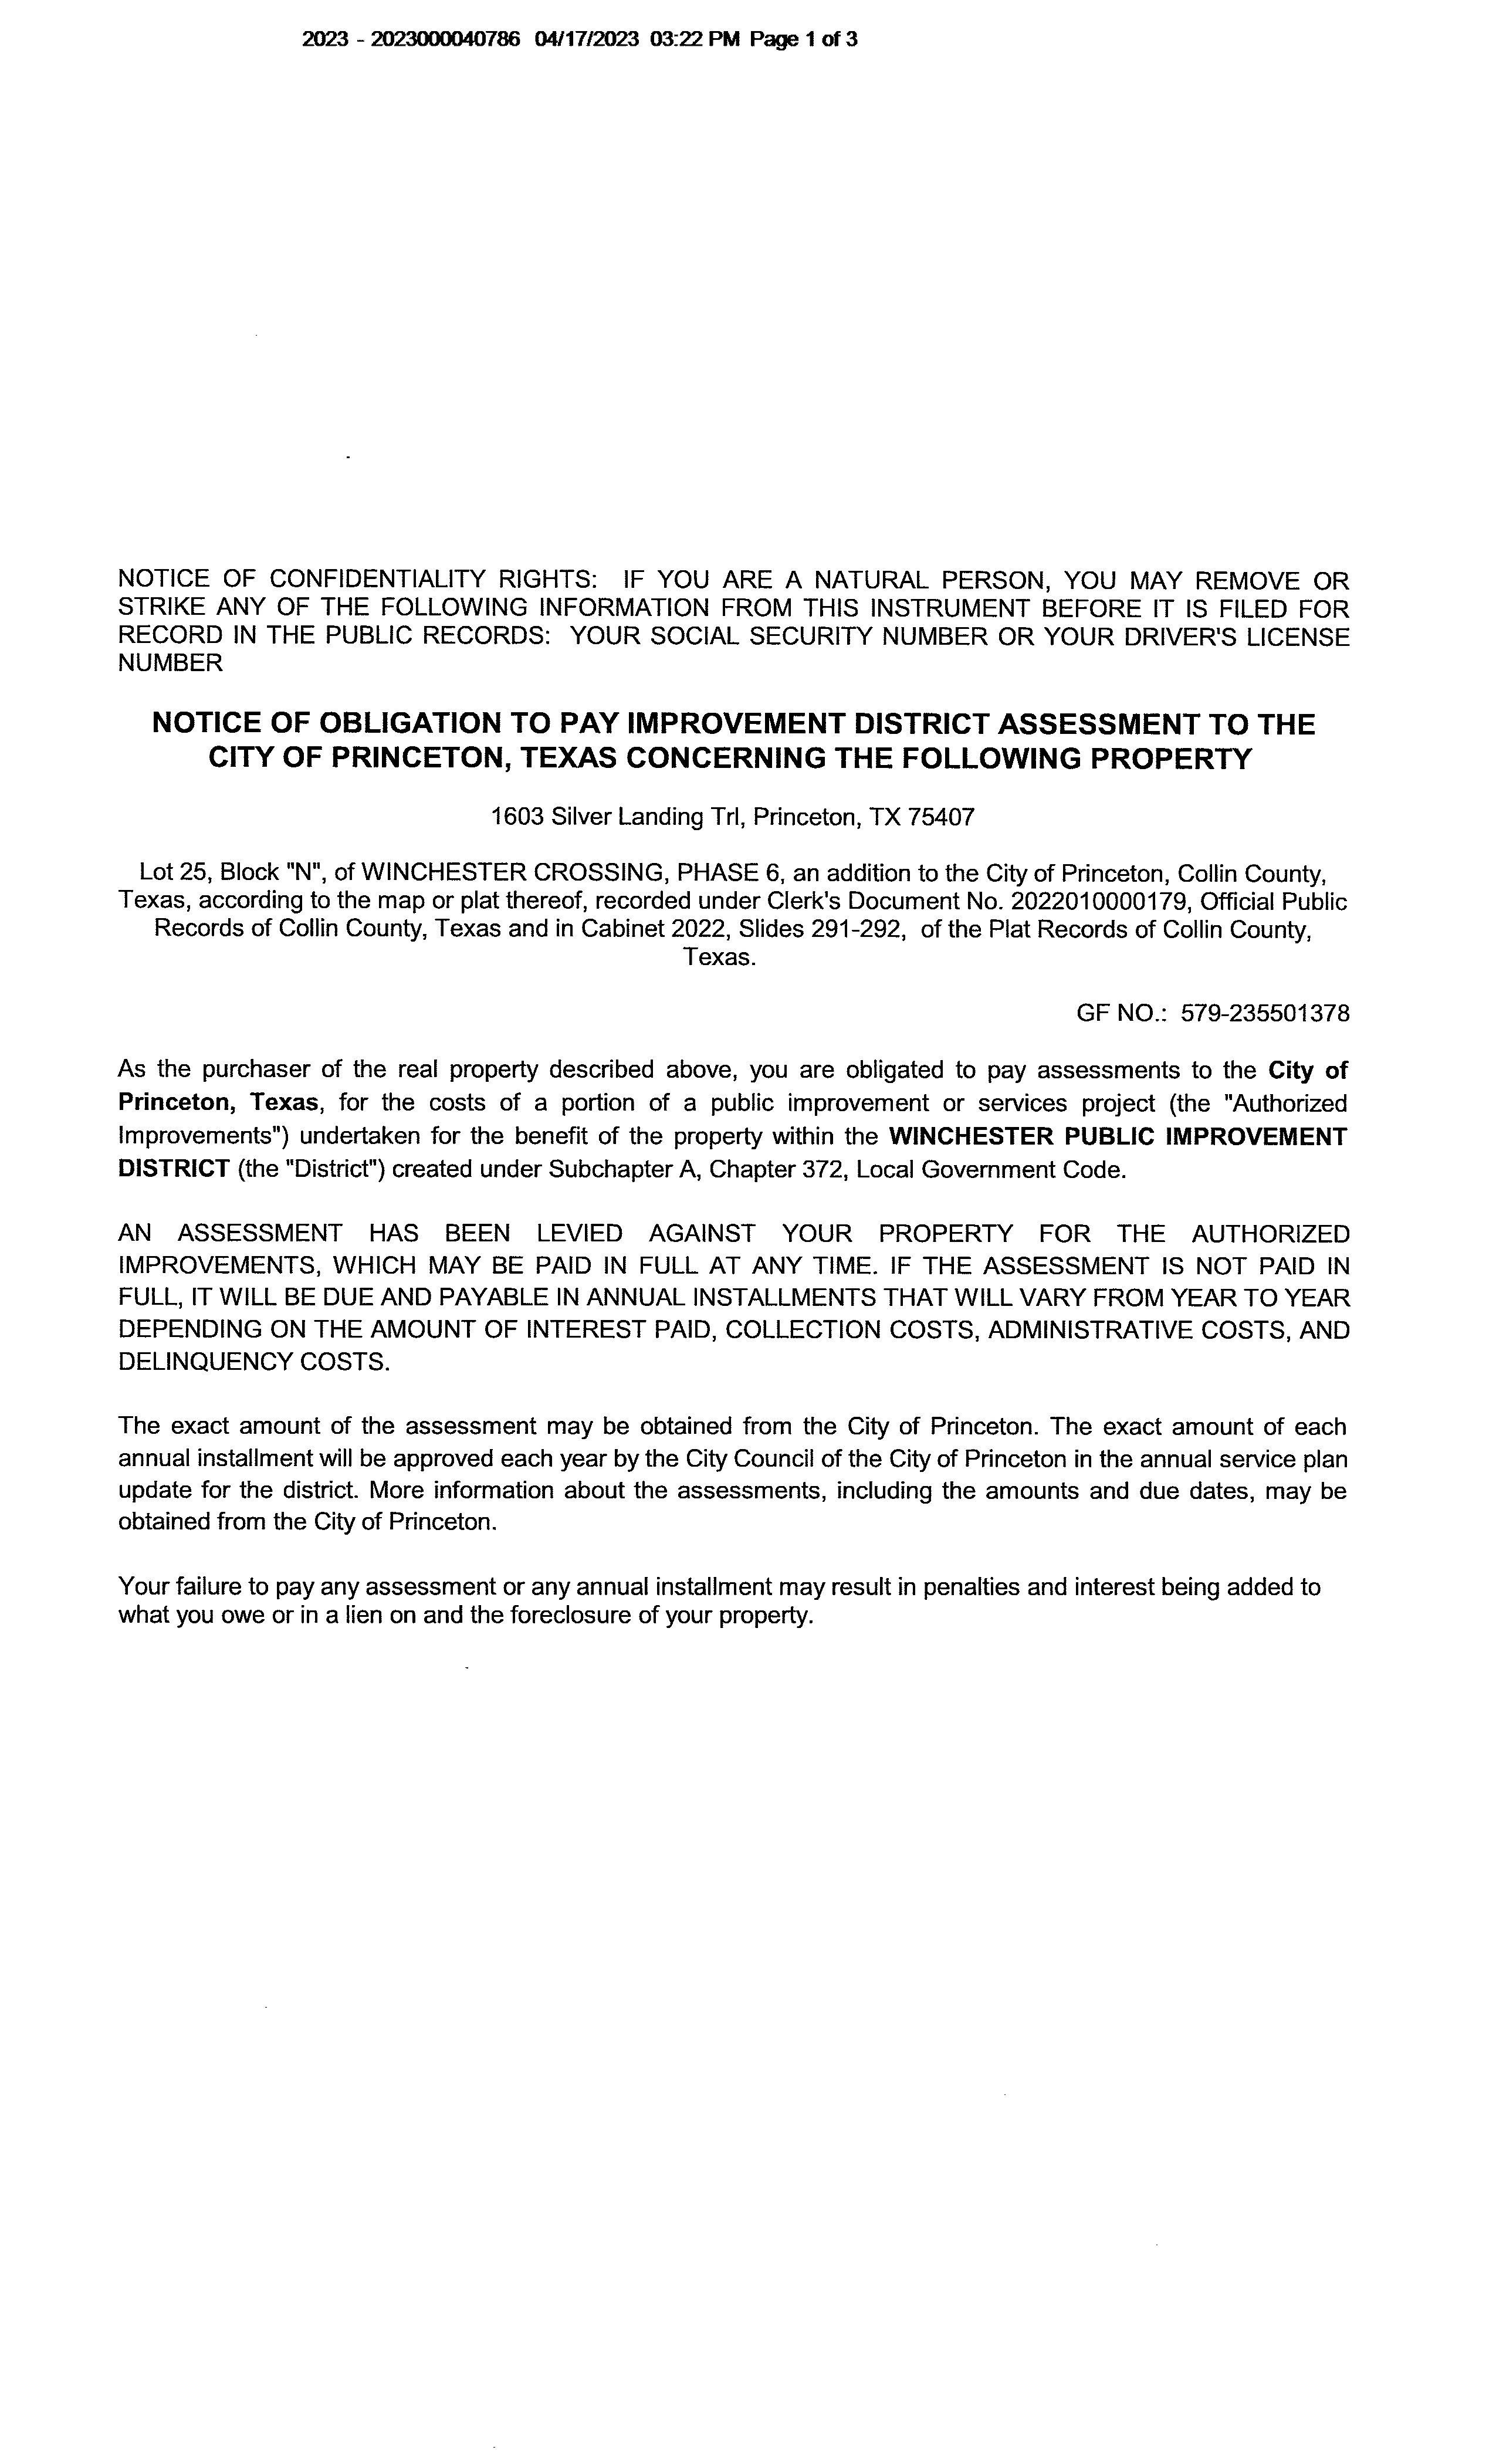 2023 - 2023000040786 04/17/2023 03:22 PM Page 1 of 3
NOTICE OF CONFIDENTIALITY RIGHTS: IF YOU ARE A NATURAL PERSON, YOU MAY REMOVE OR
STRIKE ANY OF THE FOLLOWING INFORMATION FROM THIS INSTRUMENT BEFORE IT IS FILED FOR
RECORD IN THE PUBLIC RECORDS: YOUR SOCIAL SECURITY NUMBER OR YOUR DRIVER'S LICENSE
NUMBER
NOTICE OF OBLIGATION TO PAY IMPROVEMENT DISTRICT ASSESSMENT TO THE
CITY OF PRINCETON, TEXAS CONCERNING THE FOLLOWING PROPERTY
1603 Silver Landing Trl, Princeton, TX 75407
Lot 25, Block "N", of WINCHESTER CROSSING, PHASE 6, an addition to the City of Princeton, Collin County,
Texas, according to the map or plat thereof, recorded under Clerk's Document No. 2022010000179, Official Public
Records of Collin County, Texas and in Cabinet 2022, Slides 291-292, of the Plat Records of Collin County,
Texas.
GF NO.: 579-235501378
As the purchaser of the real property described above, you are obligated to pay assessments to the City of
Princeton, Texas, for the costs of a portion of a public improvement or services project (the "Authorized
Improvements") undertaken for the benefit of the property within the WINCHESTER PUBLIC IMPROVEMENT
DISTRICT (the "District") created under Subchapter A, Chapter 372, Local Government Code.
AN ASSESSMENT HAS BEEN LEVIED AGAINST YOUR PROPERTY FOR THE AUTHORIZED
IMPROVEMENTS, WHICH MAY BE PAID IN FULL AT ANY TIME. IF THE ASSESSMENT IS NOT PAID IN
FULL, IT WILL BE DUE AND PAYABLE IN ANNUAL INSTALLMENTS THAT WILL VARY FROM YEAR TO YEAR
DEPENDING ON THE AMOUNT OF INTEREST PAID, COLLECTION COSTS, ADMINISTRATIVE COSTS, AND
DELINQUENCY COSTS.
The exact amount of the assessment may be obtained from the City of Princeton. The exact amount of each
annual installment will be approved each year by the City Council of the City of Princeton in the annual service plan
update for the district. More information about the assessments, including the amounts and due dates, may be
obtained from the City of Princeton.
Your failure to pay any assessment or any annual installment may result in penalties and interest being added to
what you owe or in a lien on and the foreclosure of your property.